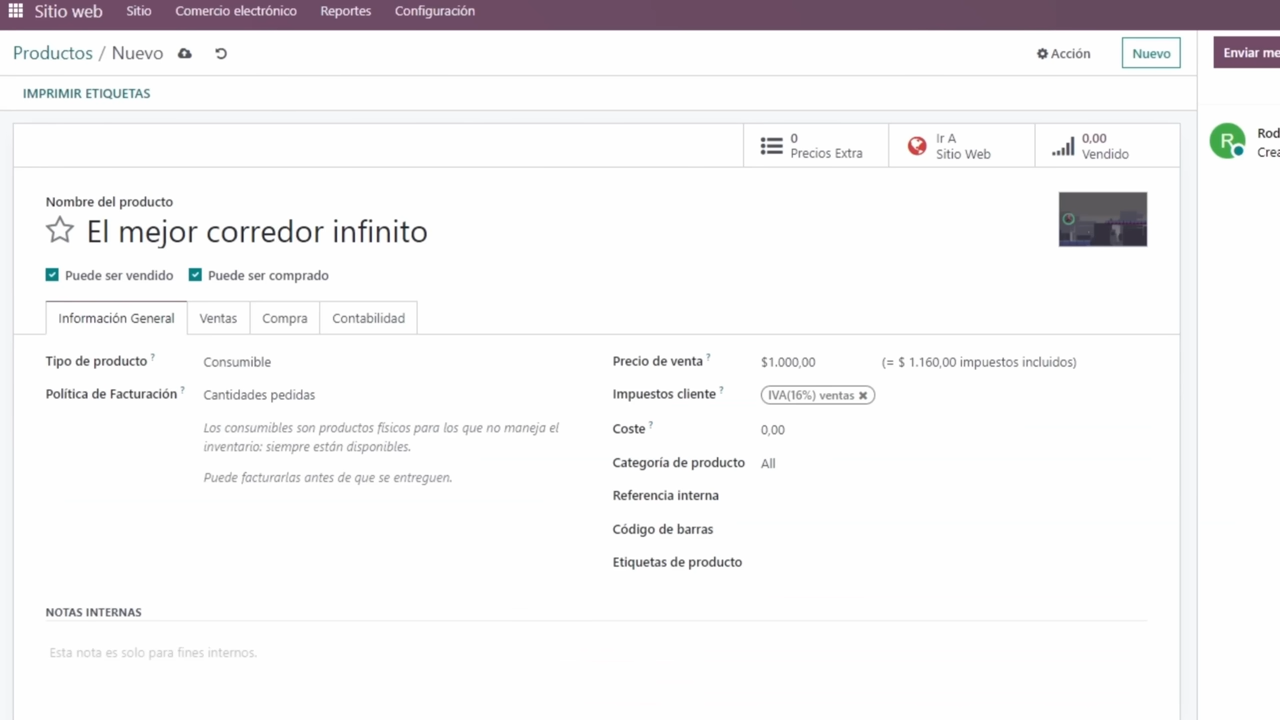 Sitio web Sitio Comercio electrónico Reportes Configuración
Productos / Nuevo
Acción
Nuevo
Enviar me
IMPRIMIR ETIQUETAS
0
Precios Extra
Ir A
Sitio Web
0,00
Vendido
R
Rod
Crea
Nombre del producto
El mejor corredor infinito
Puede ser vendido Puede ser comprado
Información General Ventas Compra Contabilidad
Tipo de producto ? Consumible
Política de Facturación ? Cantidades pedidas
Los consumibles son productos físicos para los que no maneja el
inventario: siempre están disponibles.
Puede facturarlas antes de que se entreguen.
Precio de venta ? $1.000,00 (= $ 1.160,00 impuestos incluidos)
Impuestos cliente ? IVA(16%) ventas
Coste ? 0,00
Categoría de producto All
Referencia interna
Código de barras
Etiquetas de producto
NOTAS INTERNAS
Esta nota es solo para fines internos.